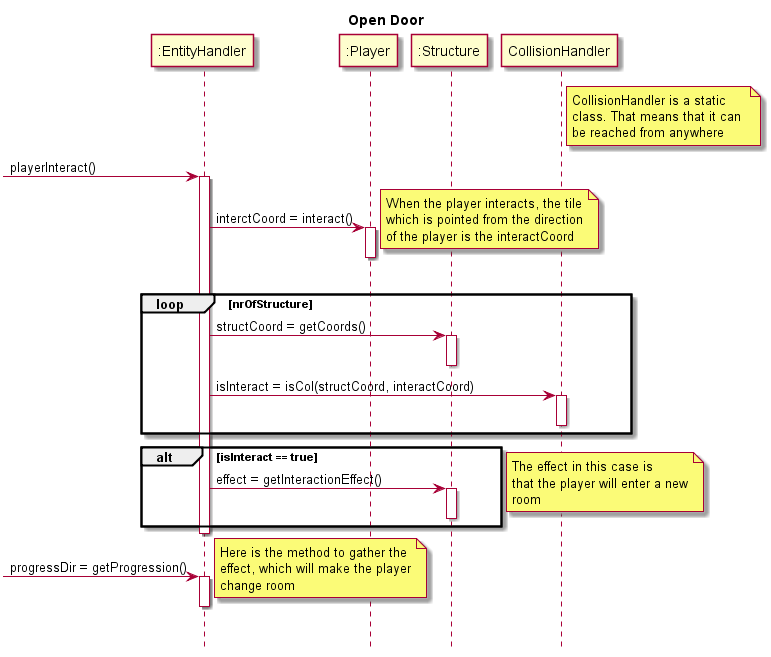 Open Door
:EntityHandler
:Player
:Structure
CollisionHandler
CollisionHandler is a static
class. That means that it can
be reached from anywhere
playerInteract()
interctCoord = interact()
When the player interacts, the tile
which is pointed from the direction
of the player is the interactCoord
loop
[nrOfStructure]
structCoord = getCoords()
isInteract = isCol(structCoord, interactCoord)
alt
[isInteract == true]
effect = getInteractionEffect()
The effect in this case is
that the player will enter a new
room
progressDir = getProgression()
Here is the method to gather the
effect, which will make the player
change room